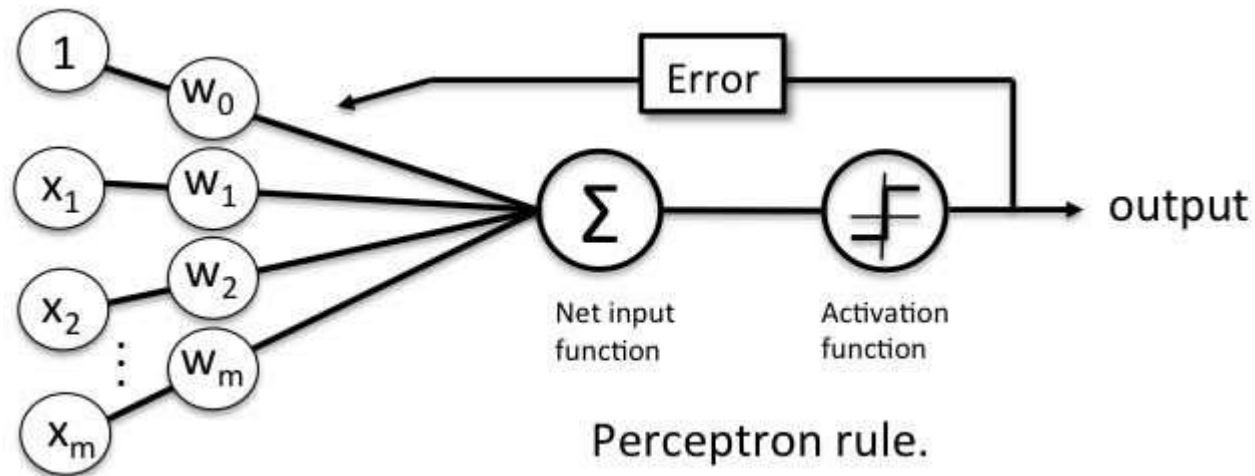 1
w₀
Error
x₁
w₁
Σ
output
x₂
w₂
⋮
wₘ
xₘ
Net input
function
Activation
function
Perceptron rule.